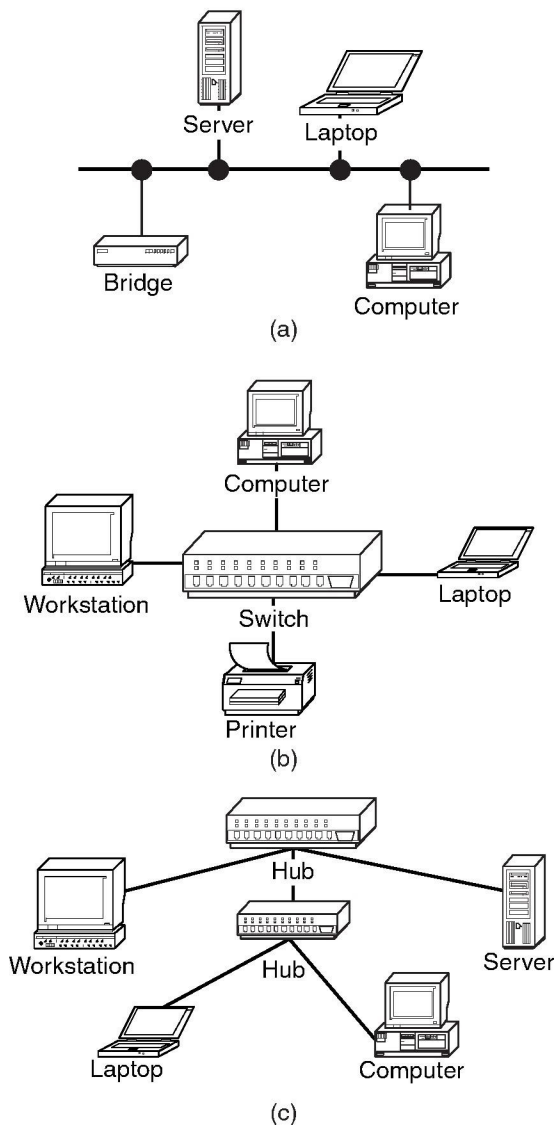 Server
Laptop
Bridge
Computer
(a)
Computer
Workstation
Laptop
Switch
Printer
(b)
Hub
Workstation
Server
Hub
Laptop
Computer
(c)